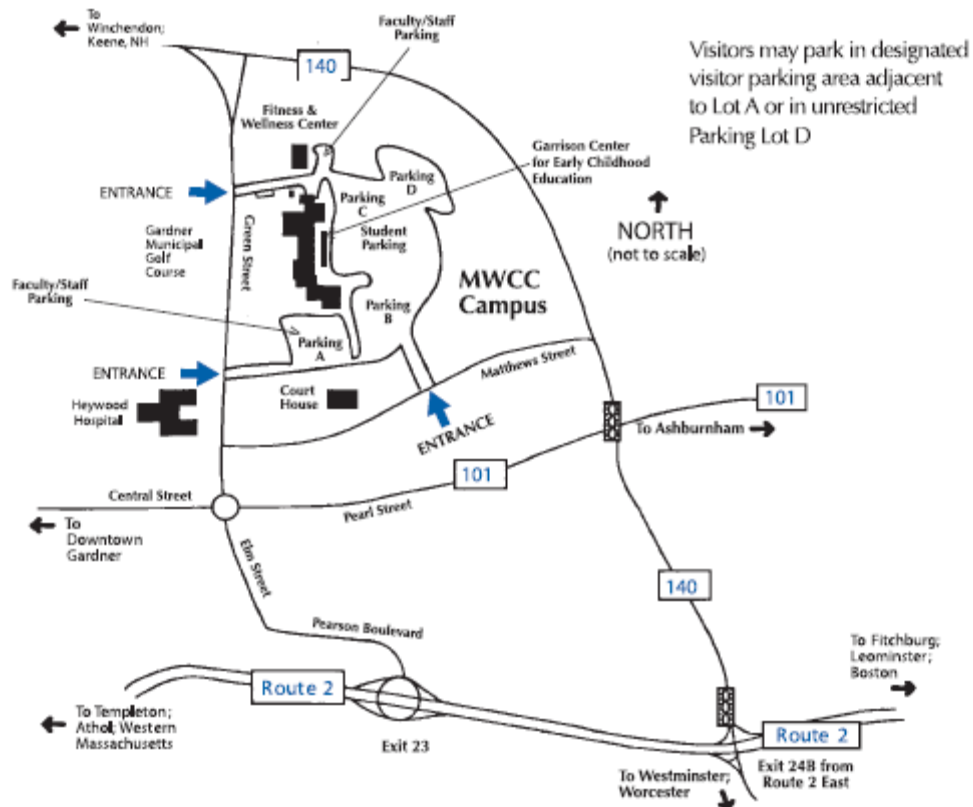 To
Winchendon;
Keene, NH
Faculty/Staff
Parking
140
Visitors may park in designated
visitor parking area adjacent
to Lot A or in unrestricted
Parking Lot D
Fitness &
Wellness Center
Garrison Center
for Early Childhood
Education
Parking
D
ENTRANCE
Parking
C
NORTH
(not to scale)
Green Street
Gardner
Municipal
Golf
Course
Student
Parking
MWCC
Campus
Faculty/Staff
Parking
Parking
B
Parking
A
Matthews Street
ENTRANCE
Court
House
Heywood
Hospital
ENTRANCE
101
To Ashburnham
101
Central Street
Pearl Street
To
Downtown
Gardner
Elm Street
140
Pearson Boulevard
To Fitchburg;
Leominster;
Boston
Route 2
To Templeton;
Athol; Western
Massachusetts
Exit 23
Route 2
Exit 24B from
Route 2 East
To Westminster;
Worcester